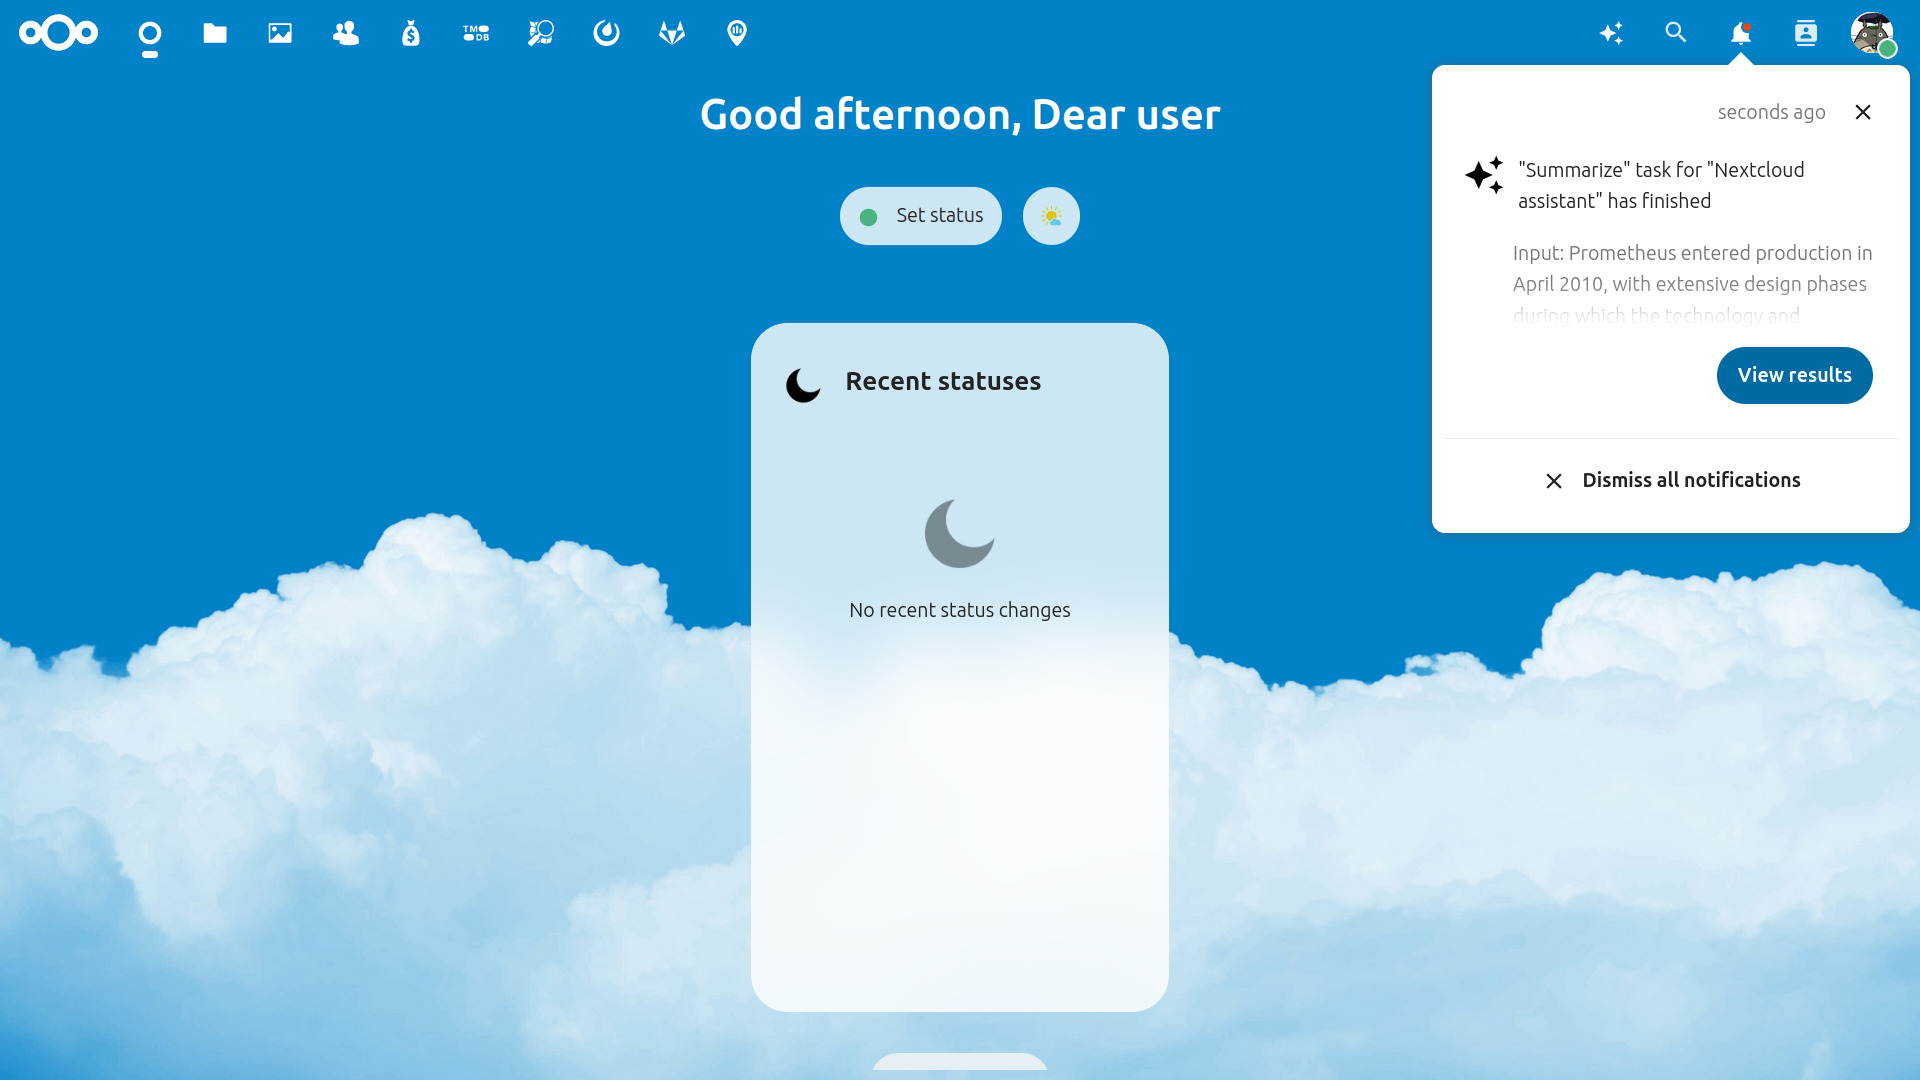 TM
DB
Good afternoon, Dear user
Set status
Recent statuses
No recent status changes
seconds ago
"Summarize" task for "Nextcloud
assistant" has finished
Input: Prometheus entered production in
April 2010, with extensive design phases
during which the technology and
View results
Dismiss all notifications